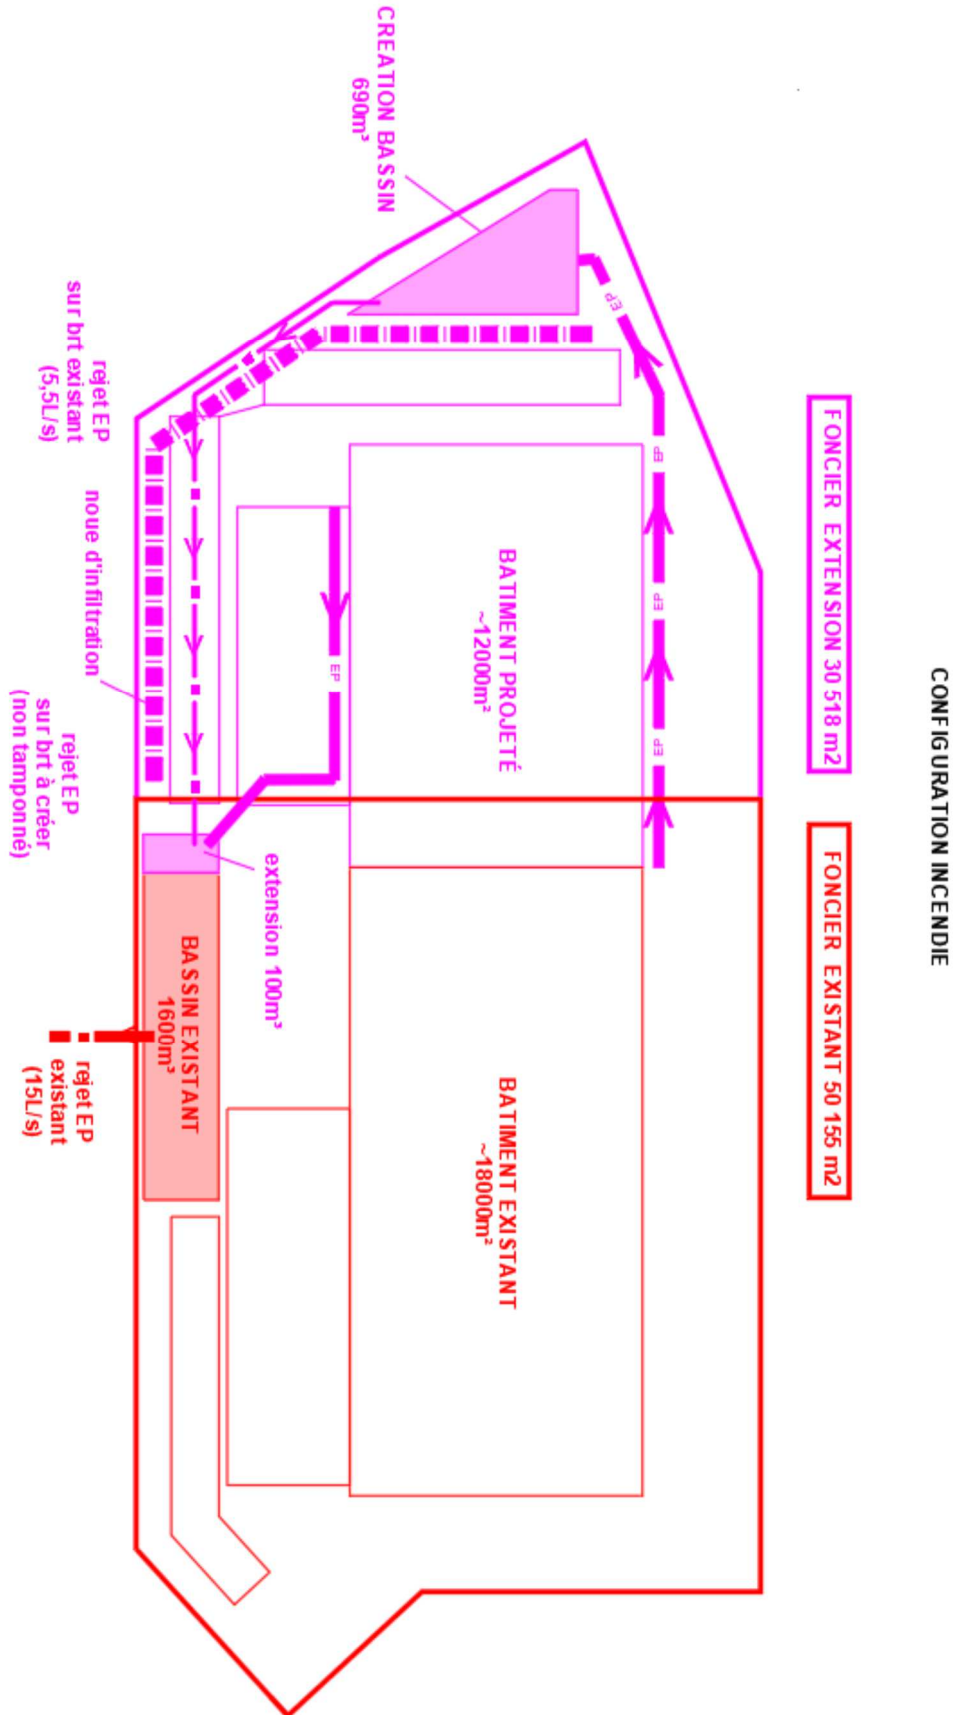 CONFIGURATION INCENDIE
FONCIER EXTENSION 30 518 m2
FONCIER EXISTANT 50 155 m2
CREATION BASSIN
690m³
EP
EP
EP
EP
BATIMENT PROJETÉ
~12000m²
BATIMENT EXISTANT
~18000m²
EP
extension 100m³
BASSIN EXISTANT
1600m³
rejet EP
sur brt existant
(5,5L/s)
noue d'infiltration
rejet EP
sur brt à créer
(non tamponné)
rejet EP
existant
(15L/s)